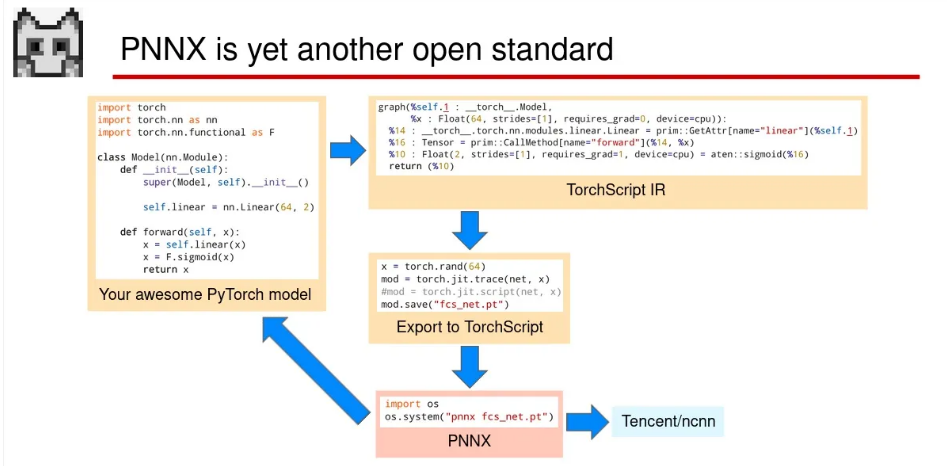 PNNX is yet another open standard
import torch
import torch.nn as nn
import torch.nn.functional as F
class Model(nn.Module):
def __init__(self):
super(Model, self).__init__()
self.linear = nn.Linear(64, 2)
def forward(self, x):
x = self.linear(x)
x = F.sigmoid(x)
return x
Your awesome PyTorch model
graph(%self.1 : __torch__.Model,
%x : Float(64, strides=[1], requires_grad=0, device=cpu)):
%14 : __torch__.torch.nn.modules.linear.Linear = prim::GetAttr[name="linear"](%self.1)
%16 : Tensor = prim::CallMethod[name="forward"](%14, %x)
%10 : Float(2, strides=[1], requires_grad=1, device=cpu) = aten::sigmoid(%16)
return (%10)
TorchScript IR
x = torch.rand(64)
mod = torch.jit.trace(net, x)
#mod = torch.jit.script(net, x)
mod.save("fcs_net.pt")
Export to TorchScript
import os
os.system("pnnx fcs_net.pt")
PNNX
Tencent/ncnn